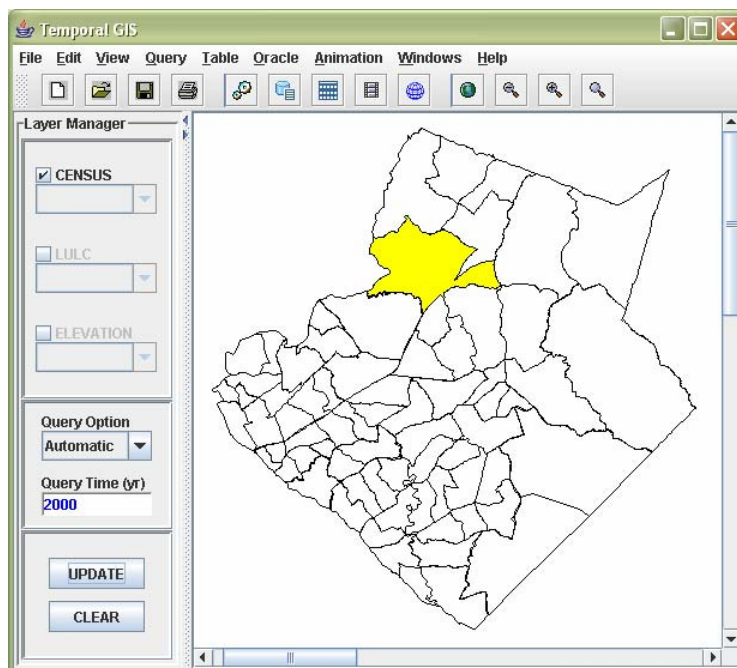 Temporal GIS
File Edit View Query Table Oracle Animation Windows Help
Layer Manager
CENSUS
LULC
ELEVATION
Query Option
Automatic
Query Time (yr)
2000
UPDATE
CLEAR